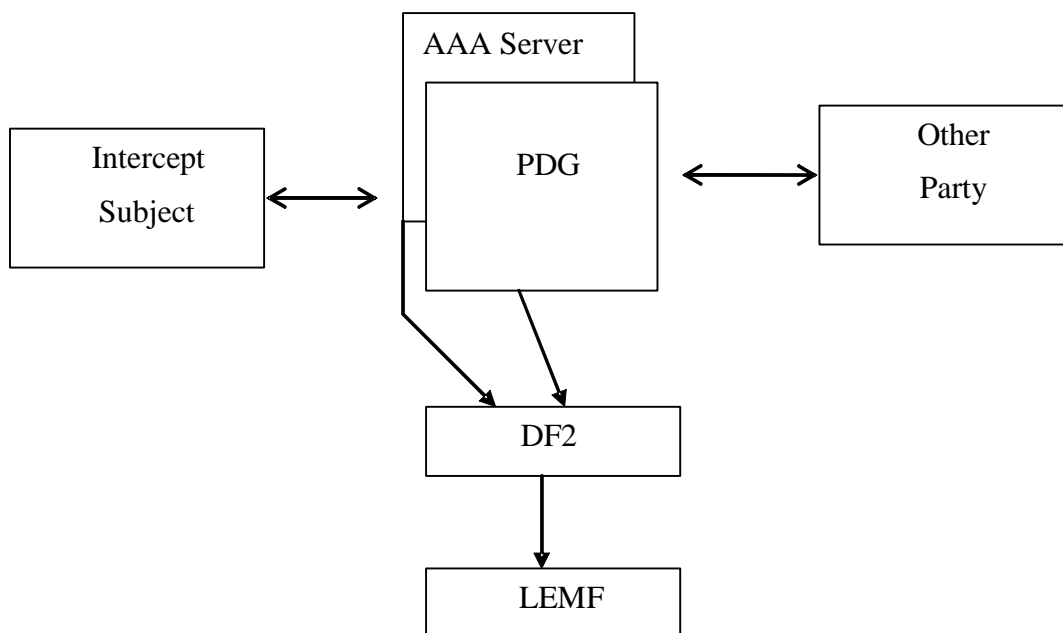 AAA Server
PDG
Intercept
Subject
Other
Party
DF2
LEMF